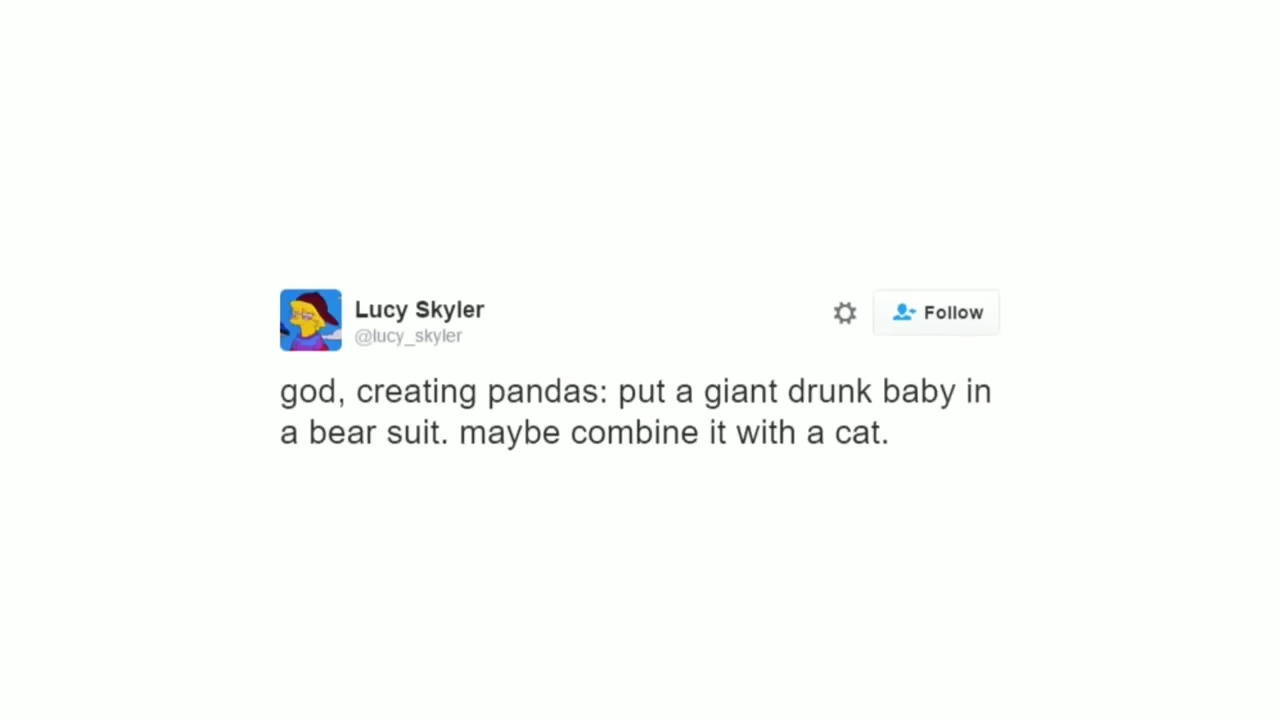 Lucy Skyler
@lucy_skyler
Follow
god, creating pandas: put a giant drunk baby in
a bear suit. maybe combine it with a cat.